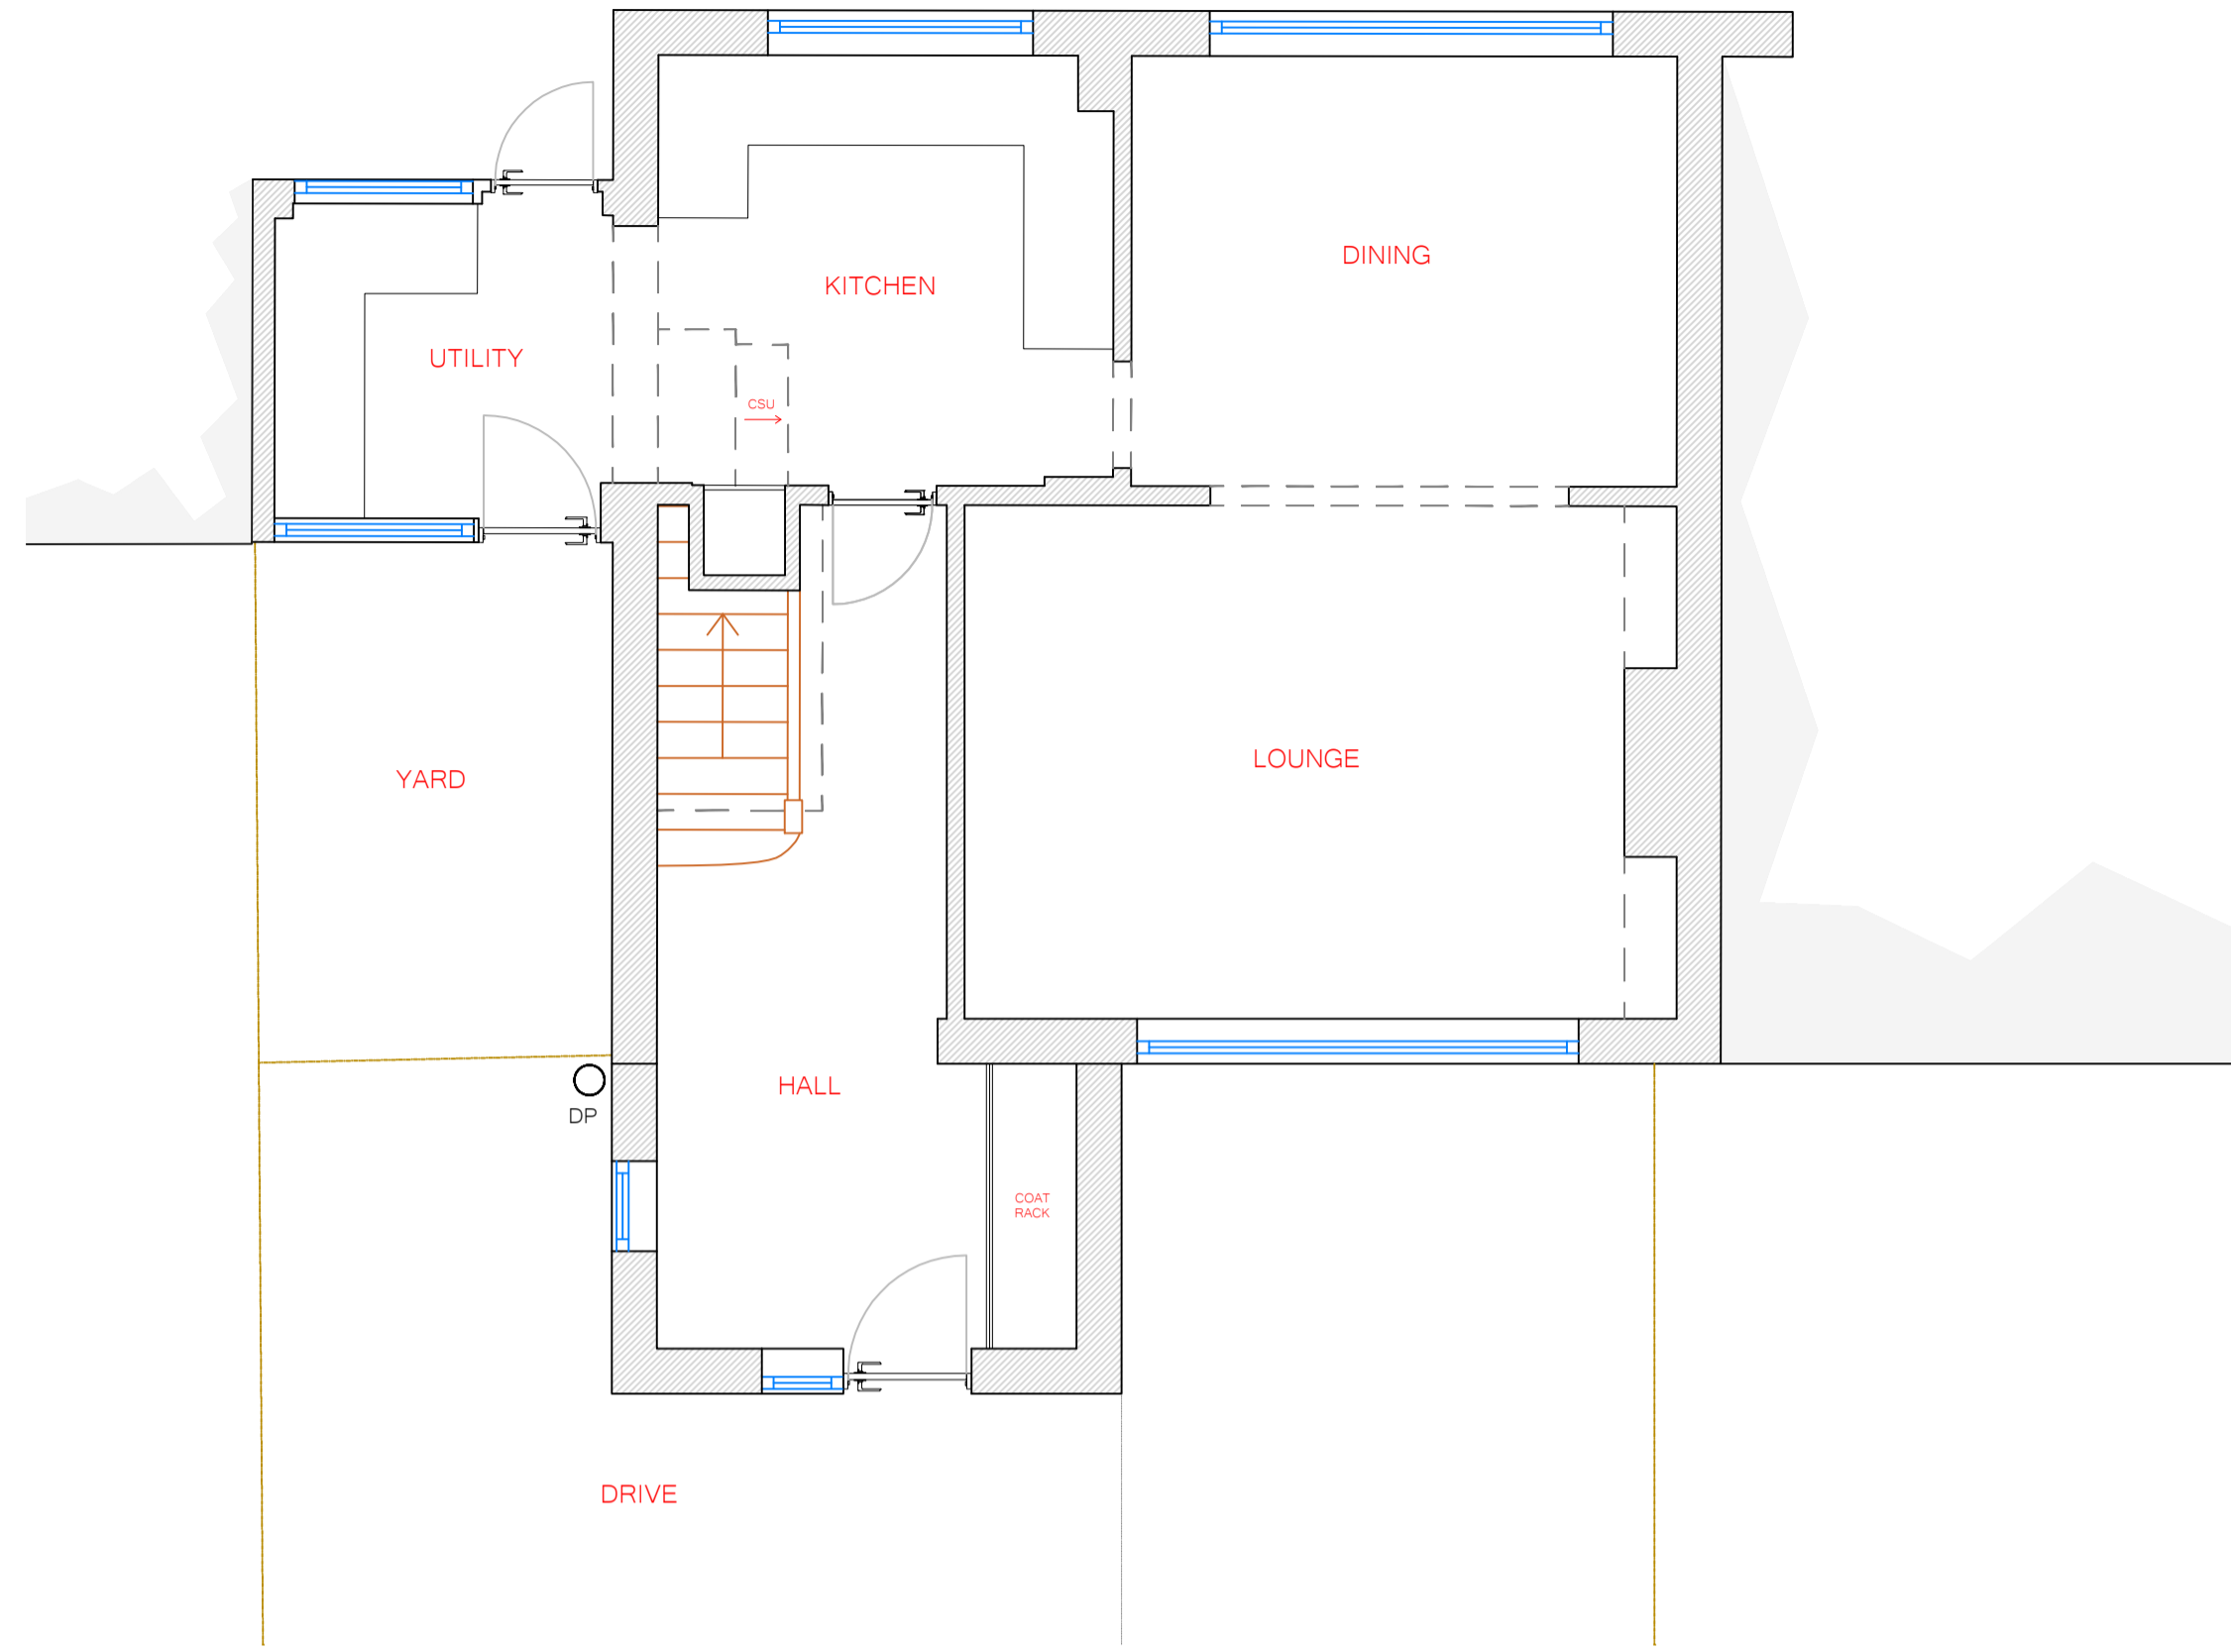 DINING
KITCHEN
UTILITY
CSU
LOUNGE
YARD
HALL
DP
COAT
RACK
DRIVE